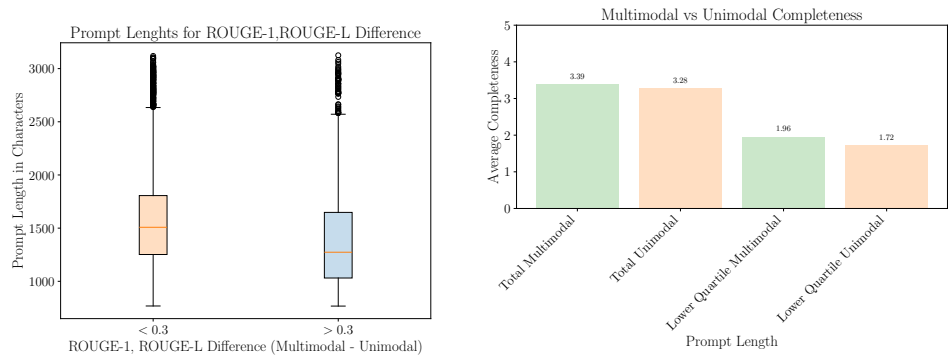 Prompt Lenghts for ROUGE-1,ROUGE-L Difference
Prompt Length in Characters
3000
2500
2000
1500
1000
< 0.3
> 0.3
ROUGE-1, ROUGE-L Difference (Multimodal - Unimodal)
Multimodal vs Unimodal Completeness
Average Completeness
5
4
3
2
1
0
3.39
3.28
1.96
1.72
Total Multimodal
Total Unimodal
Lower Quartile Multimodal
Lower Quartile Unimodal
Prompt Length